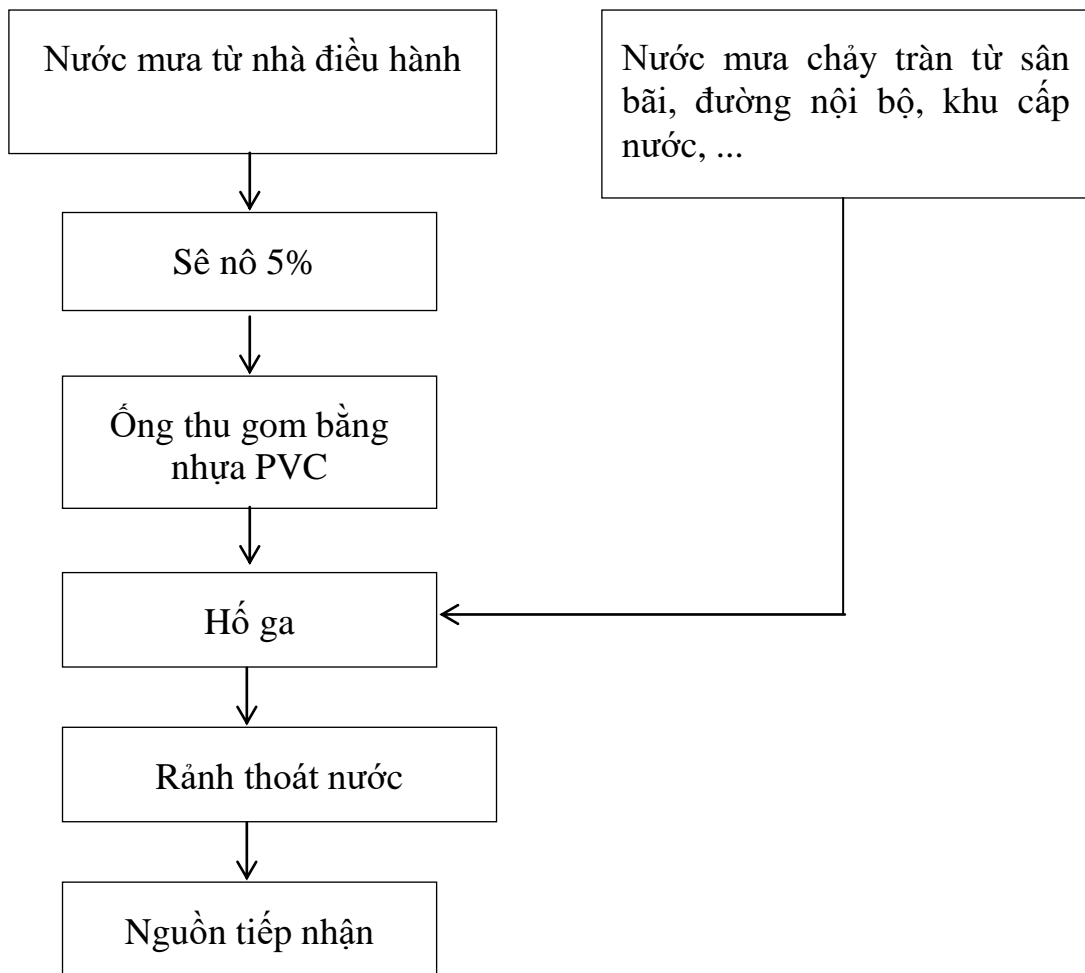 Nước mưa từ nhà điều hành
Nước mưa chảy tràn từ sân
bãi, đường nội bộ, khu cấp
nước, ...
Sê nô 5%
Ống thu gom bằng
nhựa PVC
Hố ga
Rảnh thoát nước
Nguồn tiếp nhận